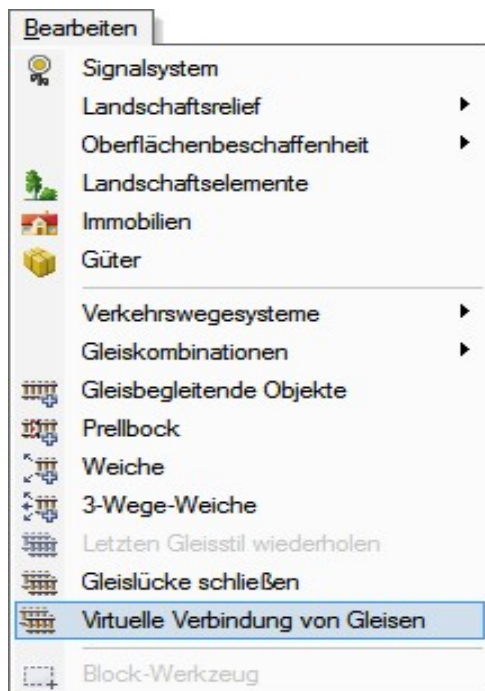 Bearbeiten
Signalsystem
Landschaftsrelief
Oberflächenbeschaffenheit
Landschaftselemente
Immobilien
Güter
Verkehrswegesysteme
Gleiskombinationen
Gleisbegleitende Objekte
Prellbock
Weiche
3-Wege-Weiche
Letzten Gleisstil wiederholen
Gleislücke schließen
Virtuelle Verbindung von Gleisen
Block-Werkzeug